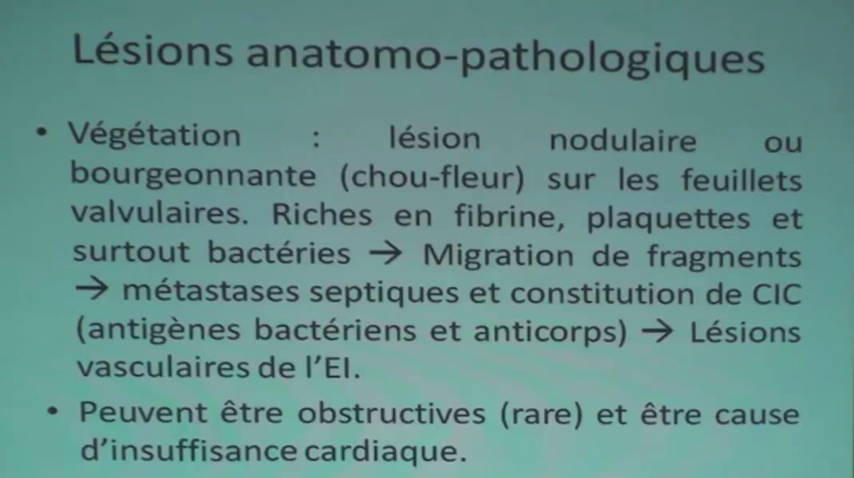 Lésions anatomo-pathologiques
• Végétation : lésion nodulaire ou
bourgeonnante (chou-fleur) sur les feuillets
valvulaires. Riches en fibrine, plaquettes et
surtout bactéries → Migration de fragments
→ métastases septiques et constitution de CIC
(antigènes bactériens et anticorps) → Lésions
vasculaires de l'EI.
• Peuvent être obstructives (rare) et être cause
d'insuffisance cardiaque.